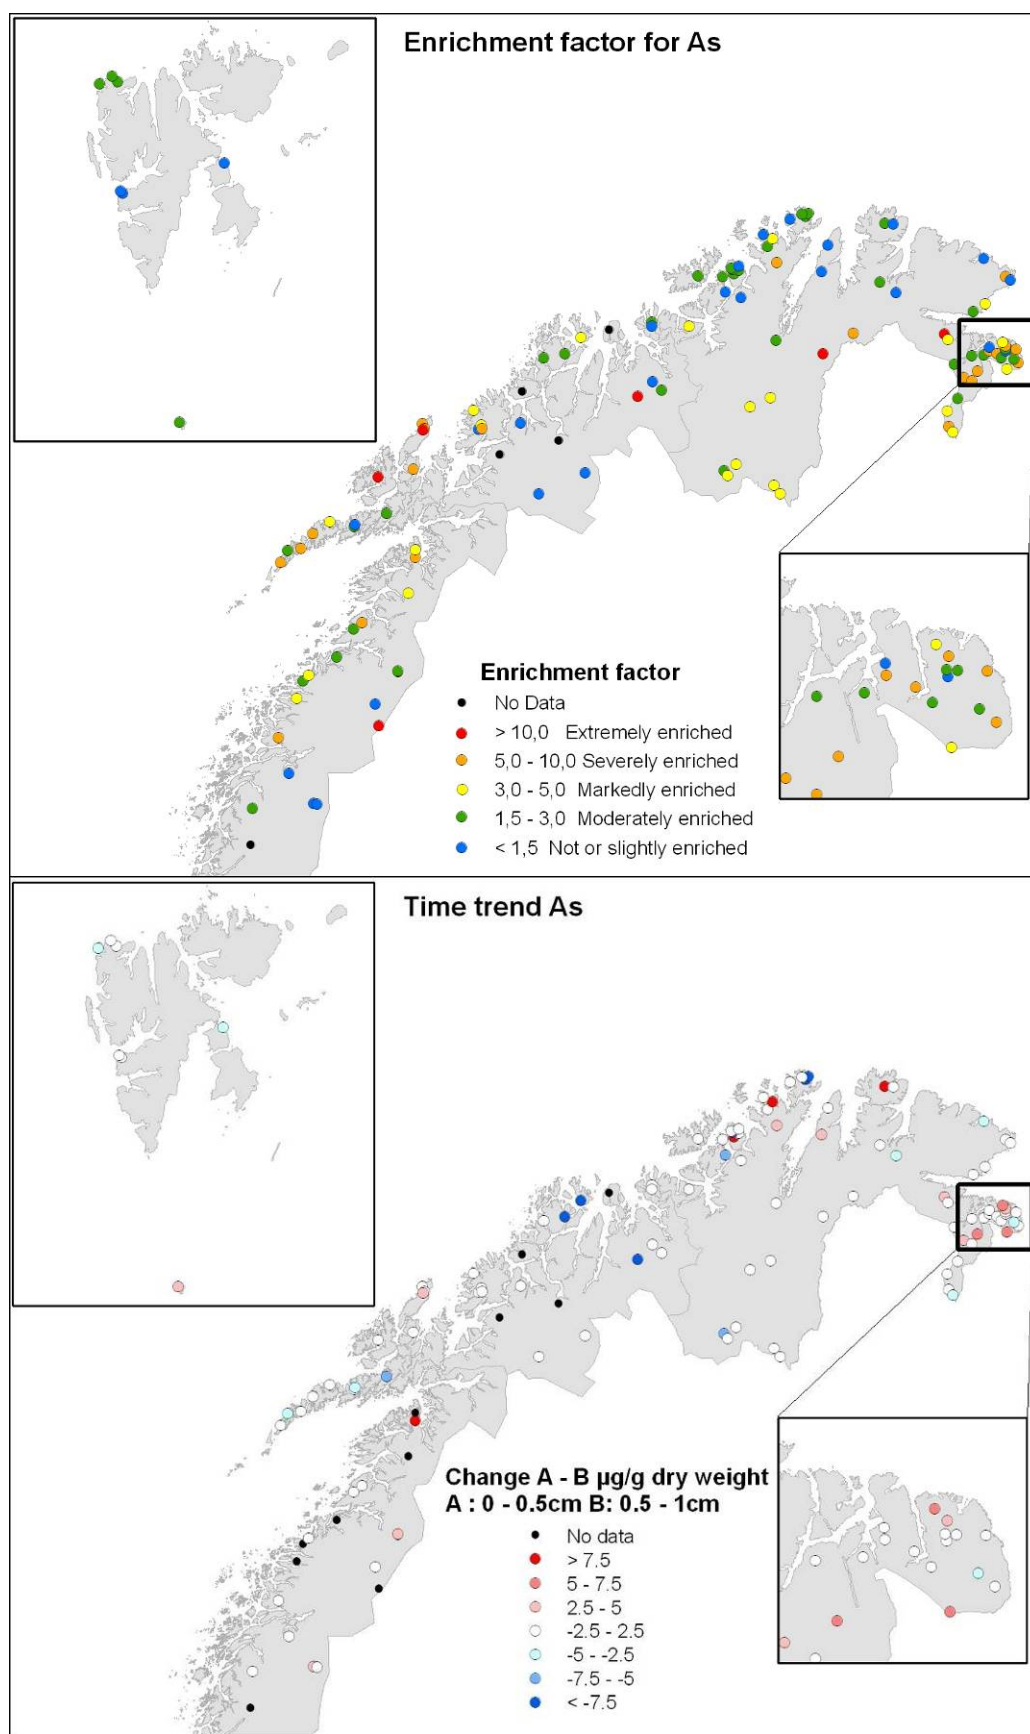 Enrichment factor for As
Enrichment factor
No Data
> 10,0 Extremely enriched
5,0 - 10,0 Severely enriched
3,0 - 5,0 Markedly enriched
1,5 - 3,0 Moderately enriched
< 1,5 Not or slightly enriched
Time trend As
Change A - B µg/g dry weight
A : 0 - 0.5cm B: 0.5 - 1cm
No data
> 7.5
5 - 7.5
2.5 - 5
-2.5 - 2.5
-5 - -2.5
-7.5 - -5
< -7.5